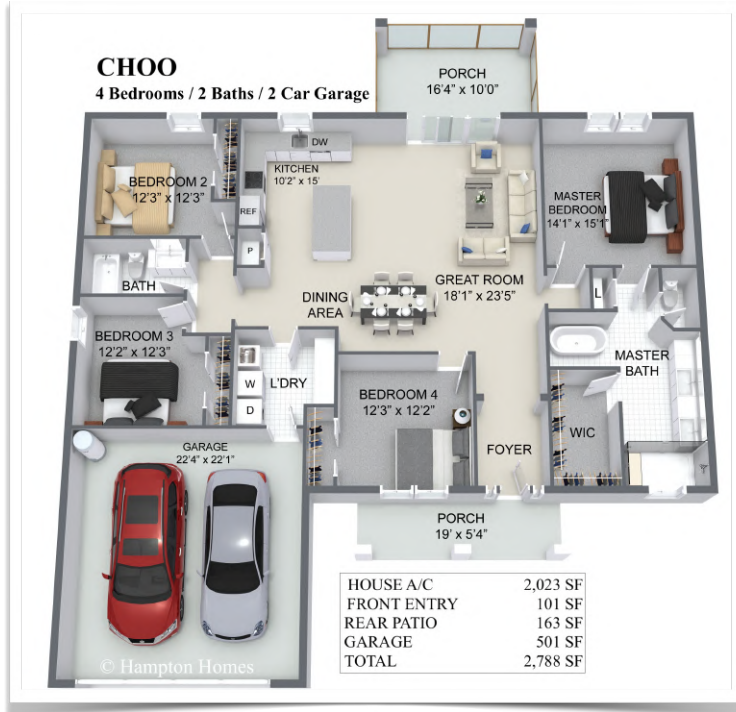 CHOO
4 Bedrooms / 2 Baths / 2 Car Garage
PORCH
16'4" x 10'0"
DW
KITCHEN
10'2" x 15'
BEDROOM 2
12'3" x 12'3"
REF
P
MASTER
BEDROOM
14'1" x 15'1"
BATH
GREAT ROOM
18'1" x 23'5"
DINING
AREA
L
BEDROOM 3
12'2" x 12'3"
MASTER
BATH
W
L'DRY
D
BEDROOM 4
12'3" x 12'2"
WIC
FOYER
GARAGE
22'4" x 22'1"
PORCH
19' x 5'4"
HOUSE A/C 2,023 SF
FRONT ENTRY 101 SF
REAR PATIO 163 SF
GARAGE 501 SF
TOTAL 2,788 SF
© Hampton Homes